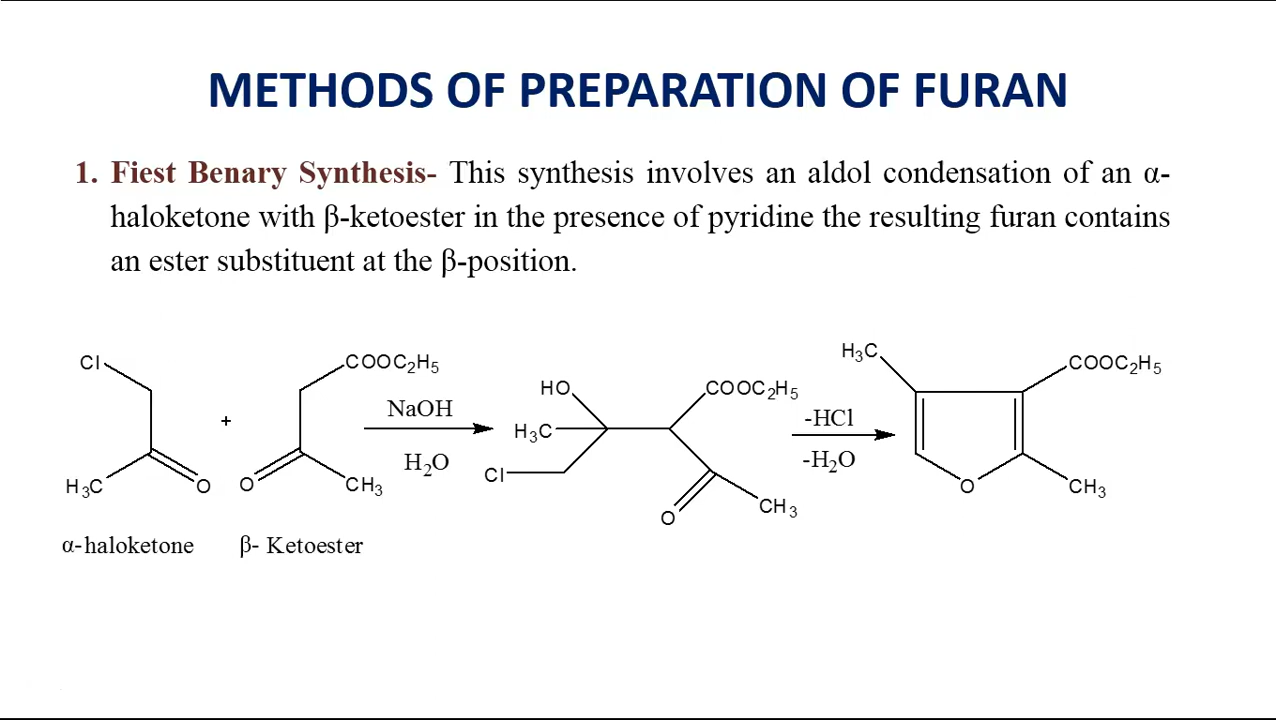 METHODS OF PREPARATION OF FURAN
1. Fiest Benary Synthesis- This synthesis involves an aldol condensation of an α-
haloketone with β-ketoester in the presence of pyridine the resulting furan contains
an ester substituent at the β-position.
Cl
H₃C
O
+
COOC₂H₅
O
CH₃
NaOH
H₂O
HO
H₃C
Cl
COOC₂H₅
O
CH₃
-HCl
-H₂O
H₃C
COOC₂H₅
O
CH₃
α-haloketone
β- Ketoester